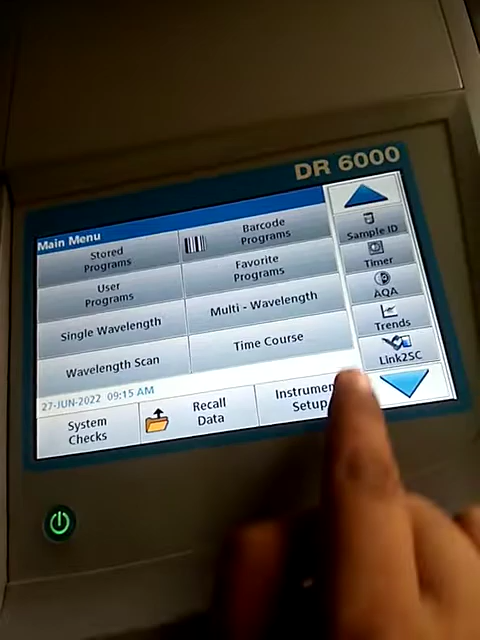 DR 6000
Main Menu
Stored
Programs
Barcode
Programs
User
Programs
Favorite
Programs
Single Wavelength
Multi - Wavelength
Wavelength Scan
Time Course
Sample ID
Timer
AQA
Trends
Link2SC
27-JUN-2022 09:15 AM
System
Checks
Recall
Data
Instrument
Setup